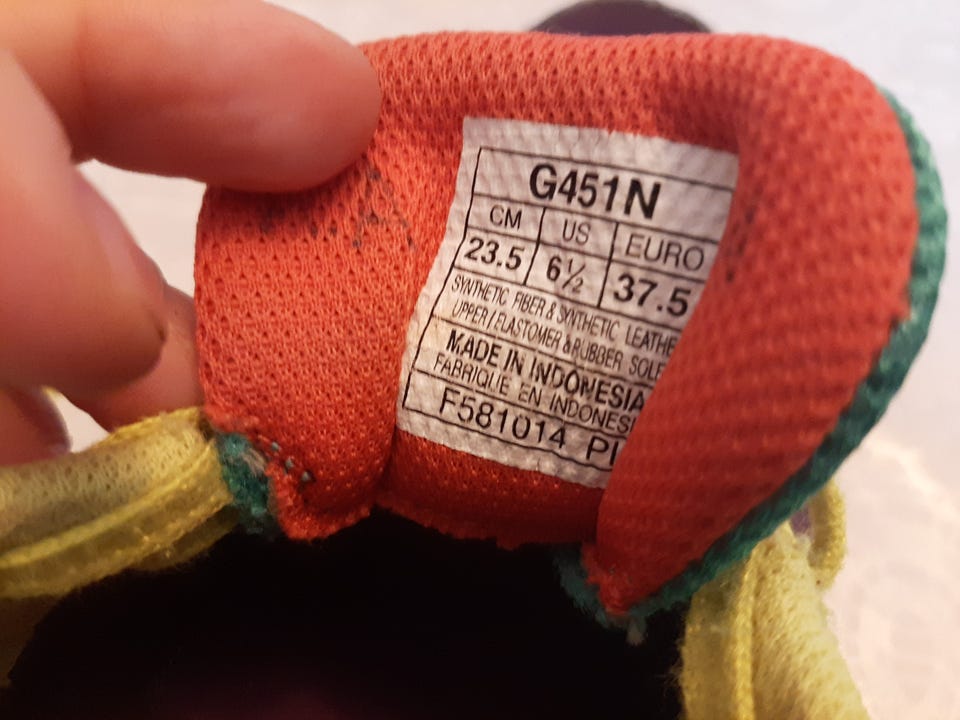 G451N
CM US EURO
23.5 6½ 37.5
SYNTHETIC FIBER & SYNTHETIC LEATHE
UPPER / ELASTOMER & RUBBER SOLE
MADE IN INDONESIA
FABRIQUE EN INDONESI
F581014 PI